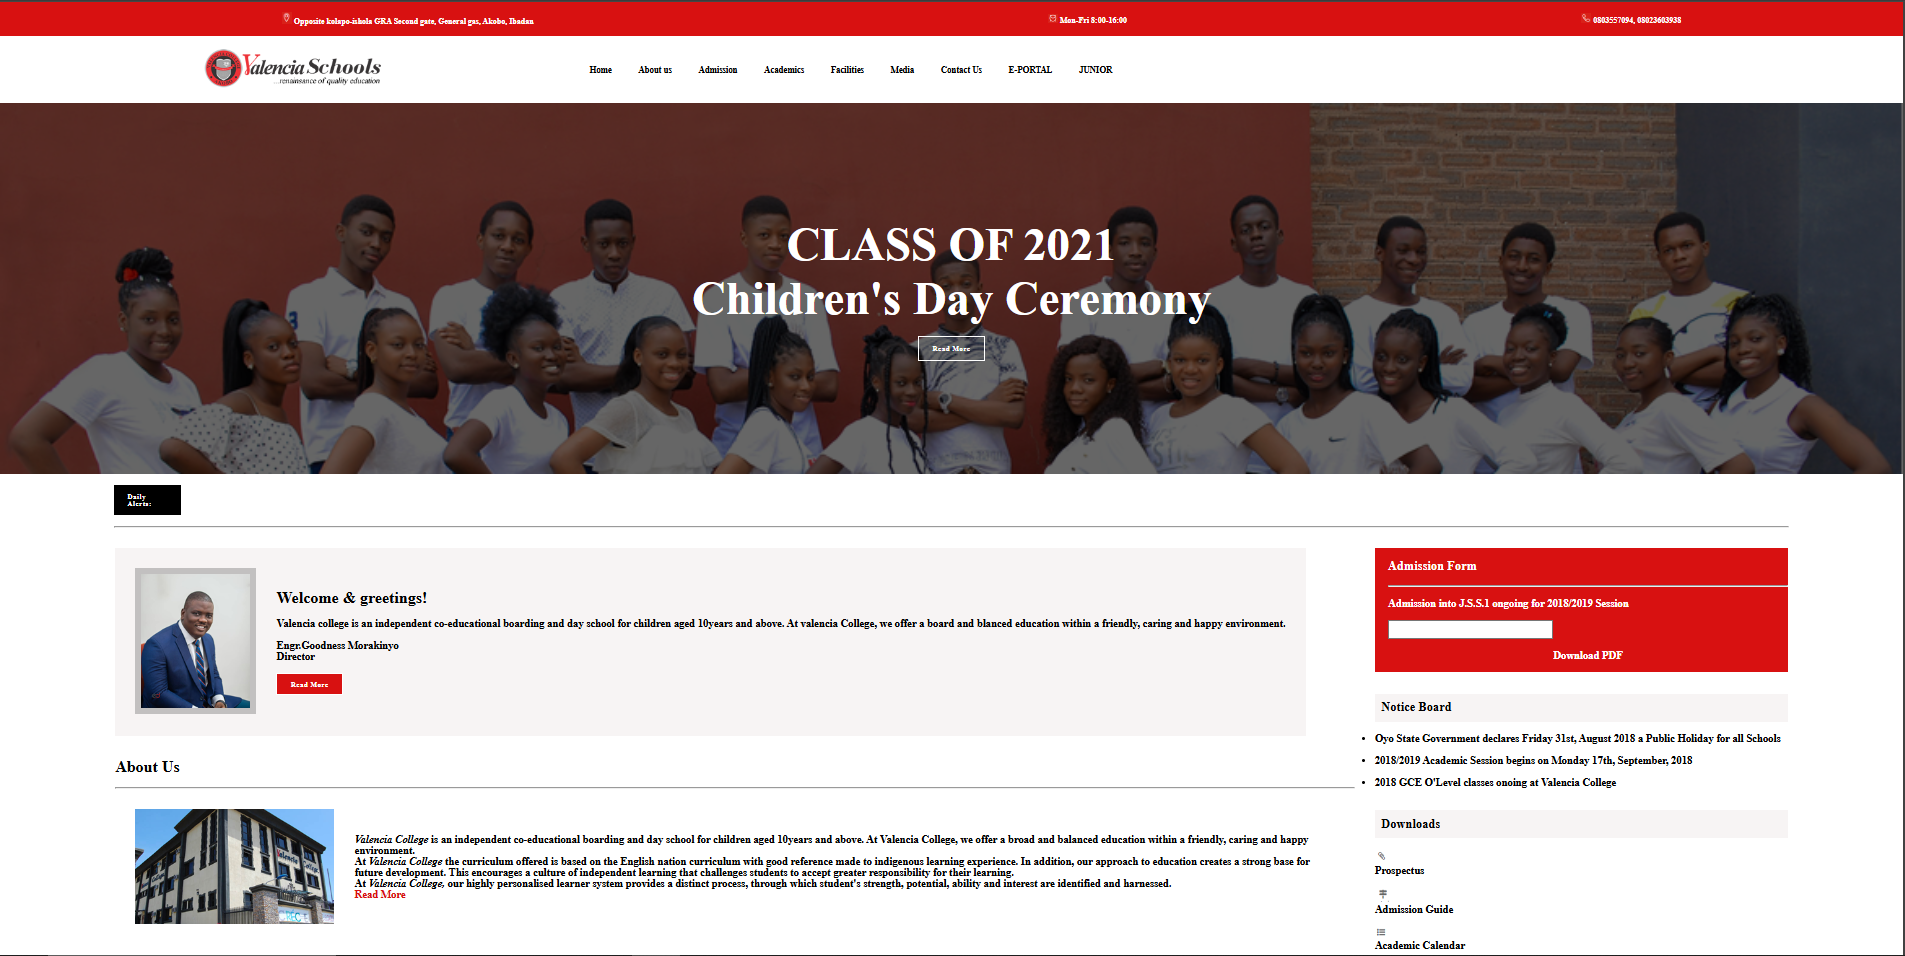 Opposite kolapo-ishola GRA Second gate, General gas, Akobo, Ibadan
Mon-Fri 8:00-16:00
0803557094, 08023603938
Valencia Schools
...renainsance of quality education
Home About us Admission Academics Facilities Media Contact Us E-PORTAL JUNIOR
CLASS OF 2021
Children's Day Ceremony
Read More
Daily
Alerts:
Welcome & greetings!
Valencia college is an independent co-educational boarding and day school for children aged 10years and above. At valencia College, we offer a board and blanced education within a friendly, caring and happy environment.
Engr.Goodness Morakinyo
Director
Read More
About Us
Valencia College is an independent co-educational boarding and day school for children aged 10years and above. At Valencia College, we offer a broad and balanced education within a friendly, caring and happy
environment.
At Valencia College the curriculum offered is based on the English nation curriculum with good reference made to indigenous learning experience. In addition, our approach to education creates a strong base for
future development. This encourages a culture of independent learning that challenges students to accept greater responsibility for their learning.
At Valencia College, our highly personalised learner system provides a distinct process, through which student's strength, potential, ability and interest are identified and harnessed.
Read More
Admission Form
Admission into J.S.S.1 ongoing for 2018/2019 Session
Download PDF
Notice Board
Oyo State Government declares Friday 31st, August 2018 a Public Holiday for all Schools
2018/2019 Academic Session begins on Monday 17th, September, 2018
2018 GCE O'Level classes onoing at Valencia College
Downloads
Prospectus
Admission Guide
Academic Calendar